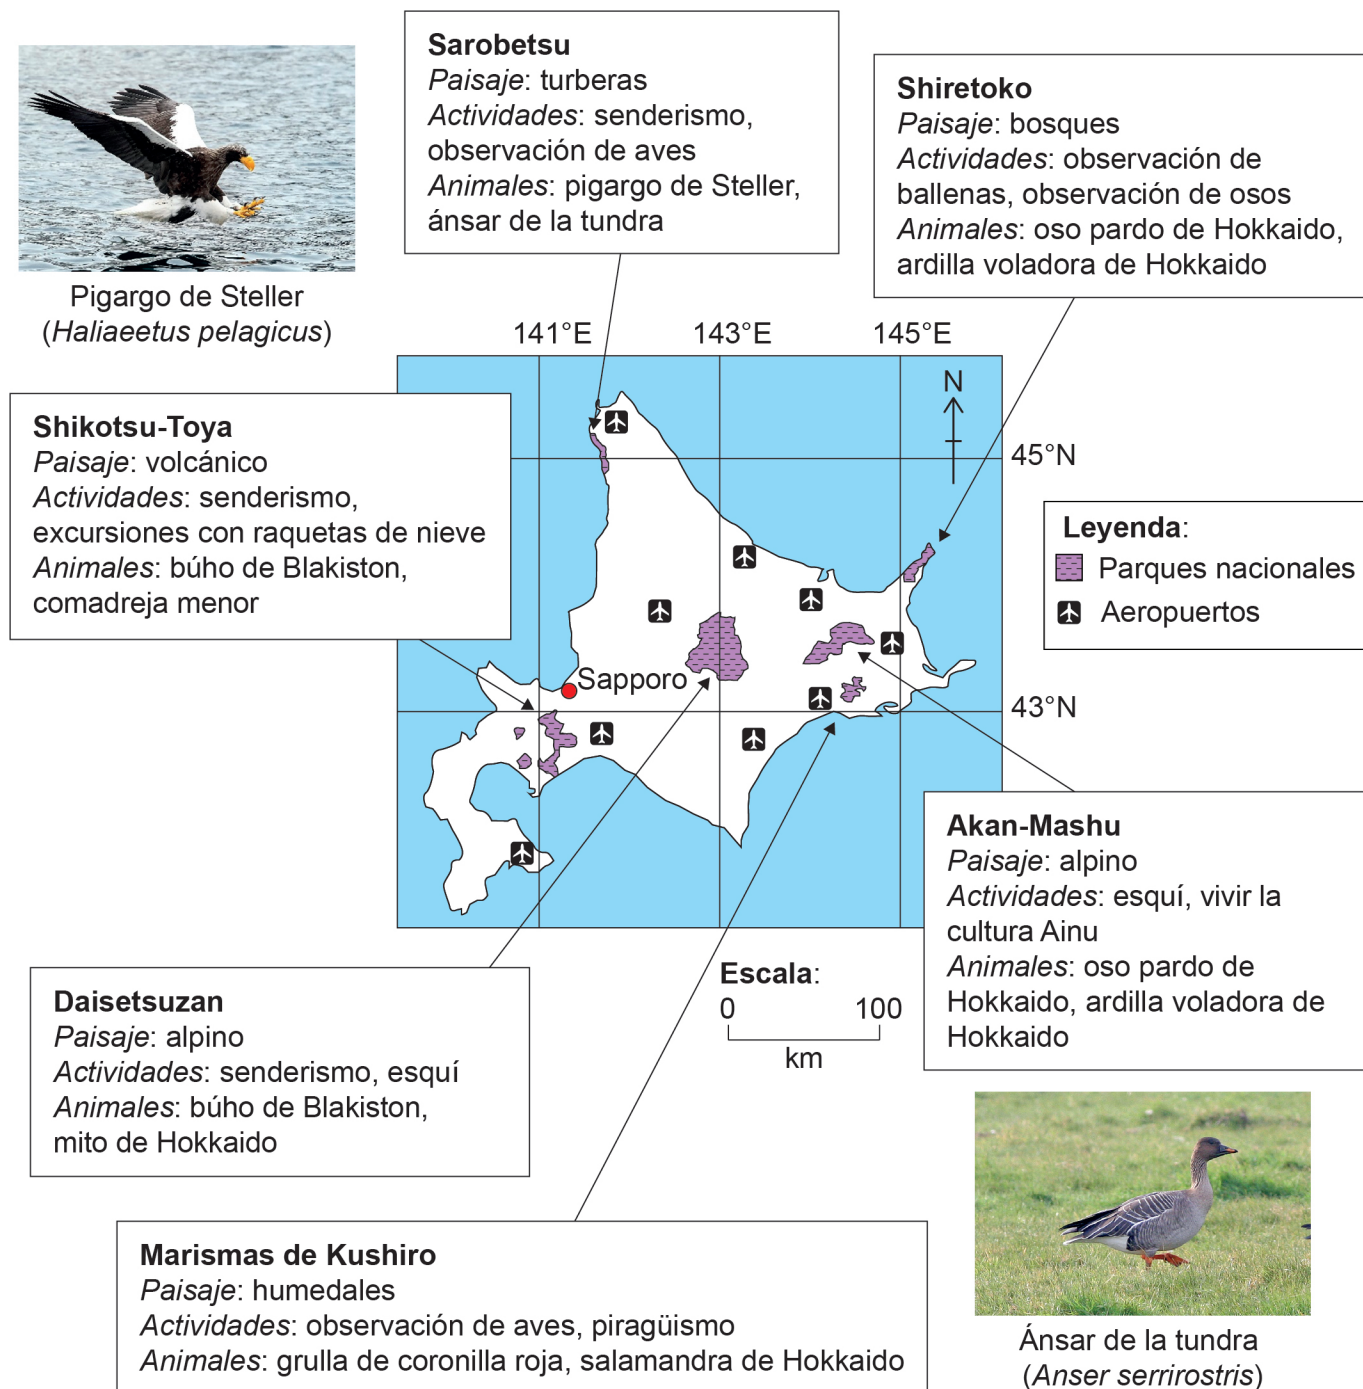 Sarobetsu
Paisaje: turberas
Actividades: senderismo,
observación de aves
Animales: pigargo de Steller,
ánsar de la tundra
Shiretoko
Paisaje: bosques
Actividades: observación de
ballenas, observación de osos
Animales: oso pardo de Hokkaido,
ardilla voladora de Hokkaido
Pigargo de Steller
(Haliaeetus pelagicus)
141°E
143°E
145°E
N
45°N
43°N
Shikotsu-Toya
Paisaje: volcánico
Actividades: senderismo,
excursiones con raquetas de nieve
Animales: búho de Blakiston,
comadreja menor
Leyenda:
Parques nacionales
Aeropuertos
Sapporo
Akan-Mashu
Paisaje: alpino
Actividades: esquí, vivir la
cultura Ainu
Animales: oso pardo de
Hokkaido, ardilla voladora de
Hokkaido
Escala:
0 100
km
Daisetsuzan
Paisaje: alpino
Actividades: senderismo, esquí
Animales: búho de Blakiston,
mito de Hokkaido
Marismas de Kushiro
Paisaje: humedales
Actividades: observación de aves, piragüismo
Animales: grulla de coronilla roja, salamandra de Hokkaido
Ánsar de la tundra
(Anser serrirostris)